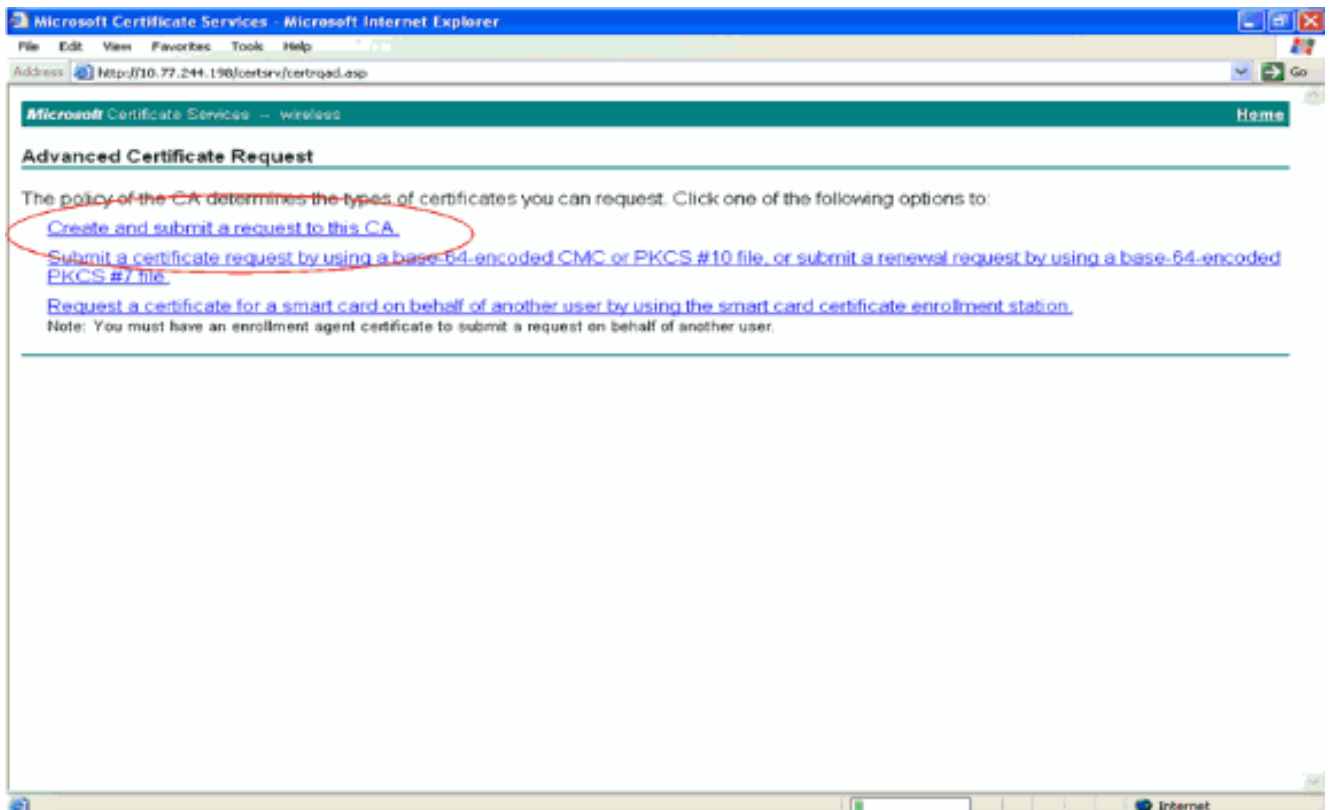 Microsoft Certificate Services - Microsoft Internet Explorer
File Edit View Favorites Tools Help
Address http://10.77.244.198/certsrv/certrqad.asp Go
Microsoft Certificate Services -- wireless Home
Advanced Certificate Request
The policy of the CA determines the types of certificates you can request. Click one of the following options to:
Create and submit a request to this CA.
Submit a certificate request by using a base-64-encoded CMC or PKCS #10 file, or submit a renewal request by using a base-64-encoded
PKCS #7 file.
Request a certificate for a smart card on behalf of another user by using the smart card certificate enrollment station.
Note: You must have an enrollment agent certificate to submit a request on behalf of another user.
Internet